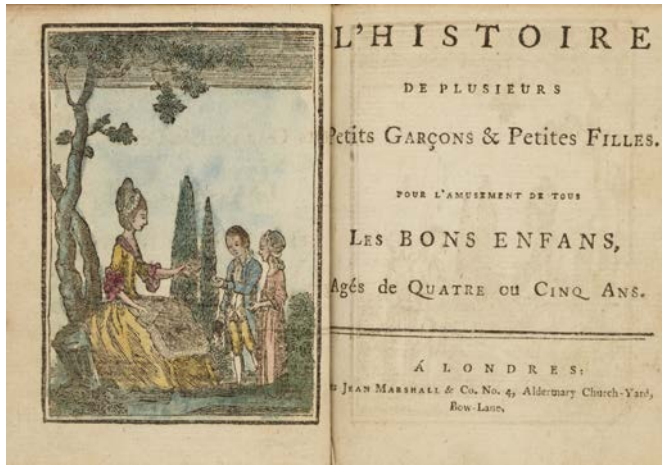 L'HISTOIRE
DE PLUSIEURS
Petits GARÇONS & Petites FILLES.
POUR L'AMUSEMENT DE TOUS
LES BONS ENFANS,
Agés de QUATRE ou CINQ ANS.
Á LONDRES:
JEAN MARSHALL & Co. No. 4, Aldermary Church-Yard,
Bow-Lane.